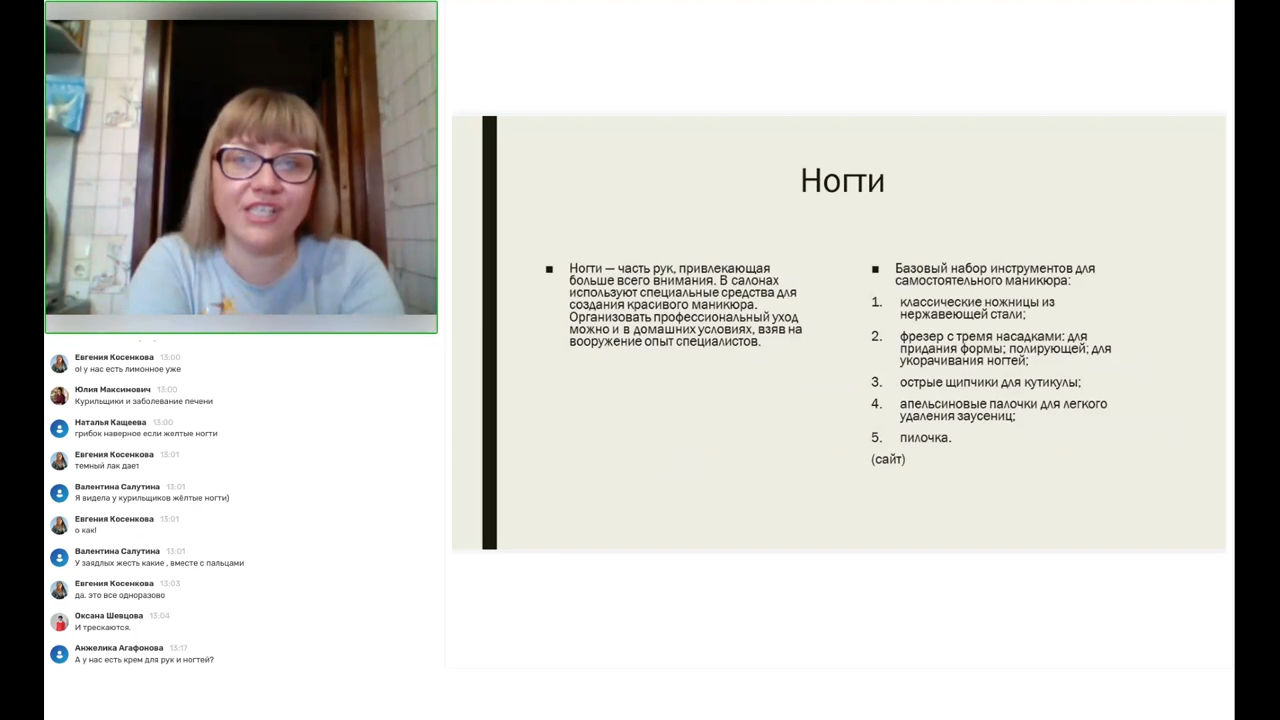 Евгения Косенкова 13:00
о! у нас есть лимонное уже
Юлия Максимович 13:00
Курильщики и заболевание печени
Наталья Кащеева 13:00
грибок наверное если желтые ногти
Евгения Косенкова 13:01
темный лак дает
Валентина Салутина 13:01
Я видела у курильщиков жёлтые ногти)
Евгения Косенкова 13:01
о как!
Валентина Салутина 13:01
У заядлых жесть какие , вместе с пальцами
Евгения Косенкова 13:03
да. это все одноразово
Оксана Шевцова 13:04
И трескаются.
Анжелика Агафонова 13:17
А у нас есть крем для рук и ногтей?
Ногти
■ Ногти — часть рук, привлекающая
больше всего внимания. В салонах
используют специальные средства для
создания красивого маникюра.
Организовать профессиональный уход
можно и в домашних условиях, взяв на
вооружение опыт специалистов.
■ Базовый набор инструментов для
самостоятельного маникюра:
1. классические ножницы из
нержавеющей стали;
2. фрезер с тремя насадками: для
придания формы; полирующей; для
укорачивания ногтей;
3. острые щипчики для кутикулы;
4. апельсиновые палочки для легкого
удаления заусениц;
5. пилочка.
(сайт)